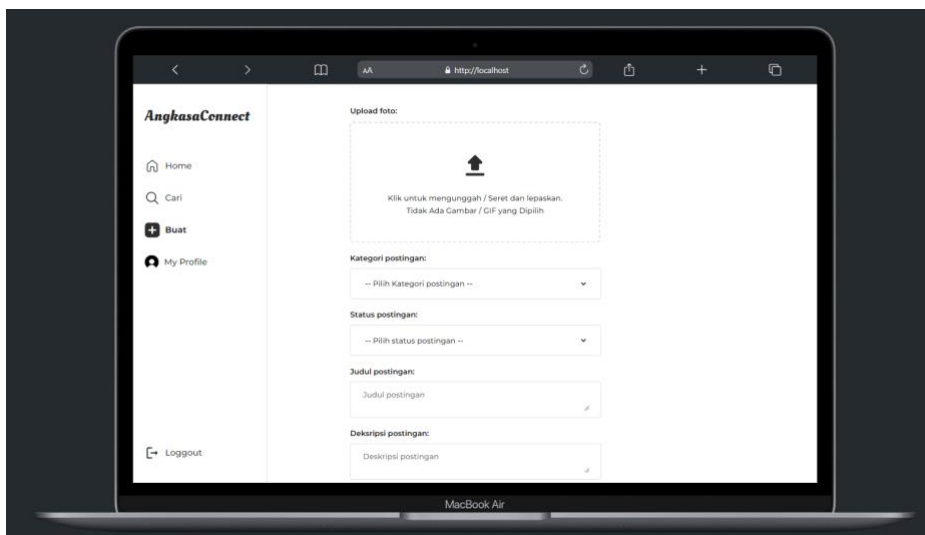 AA
http://localhost
AngkasaConnect
Home
Cari
Buat
My Profile
Loggout
Upload foto:
Klik untuk mengunggah / Seret dan lepaskan.
Tidak Ada Gambar / GIF yang Dipilih
Kategori postingan:
-- Pilih Kategori postingan --
Status postingan:
-- Pilih status postingan --
Judul postingan:
Judul postingan
Deksripsi postingan:
Deskripsi postingan
MacBook Air